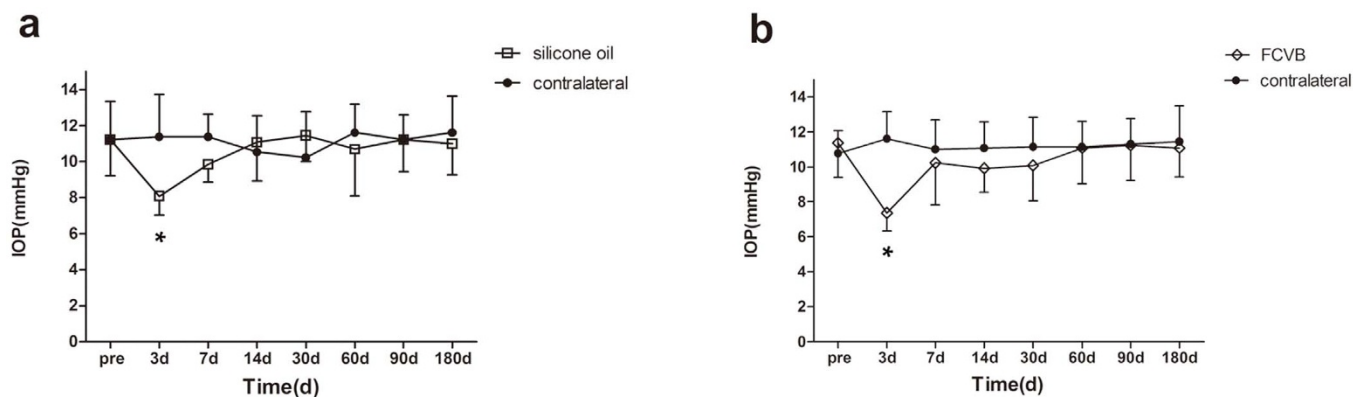 a
silicone oil
contralateral
IOP(mmHg)
14
12
10
8
6
4
2
0
*
pre 3d 7d 14d 30d 60d 90d 180d
Time(d)
b
FCVB
contralateral
IOP(mmHg)
14
12
10
8
6
4
2
0
*
pre 3d 7d 14d 30d 60d 90d 180d
Time(d)